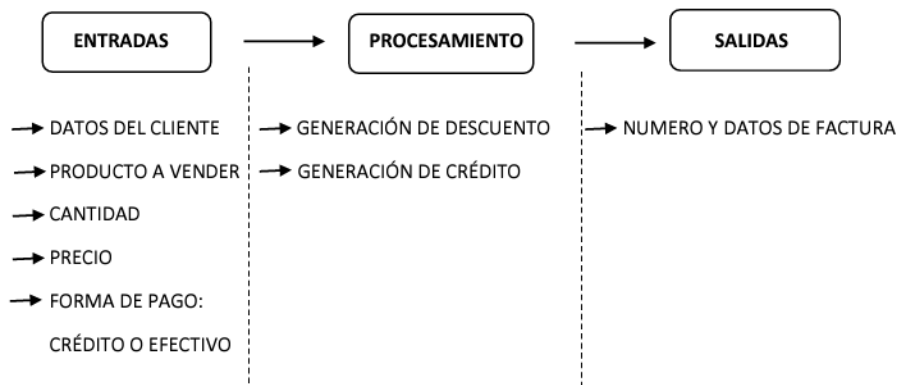 ENTRADAS
PROCESAMIENTO
SALIDAS
DATOS DEL CLIENTE
PRODUCTO A VENDER
CANTIDAD
PRECIO
FORMA DE PAGO:
CRÉDITO O EFECTIVO
GENERACIÓN DE DESCUENTO
GENERACIÓN DE CRÉDITO
NUMERO Y DATOS DE FACTURA